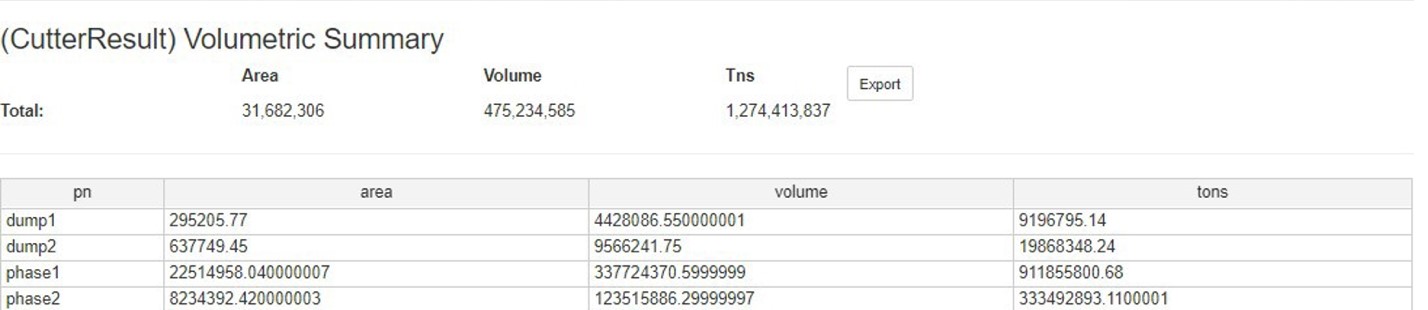 (CutterResult) Volumetric Summary
Area Volume Tns Export
Total: 31,682,306 475,234,585 1,274,413,837
pn area volume tons
dump1 295205.77 4428086.550000001 9196795.14
dump2 637749.45 9566241.75 19868348.24
phase1 22514958.040000007 337724370.5999999 911855800.68
phase2 8234392.420000003 123515886.29999997 333492893.1100001